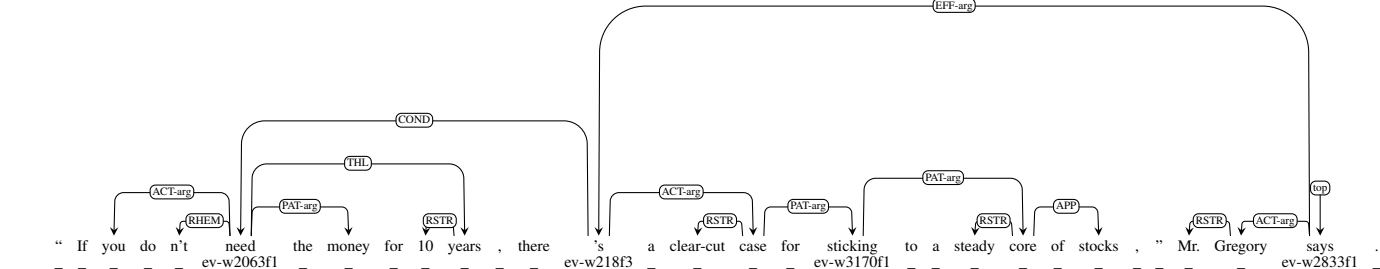 EFF-arg
COND
THL
PAT-arg
top
ACT-arg ACT-arg
PAT-arg PAT-arg APP
RHEM RSTR RSTR RSTR RSTR ACT-arg
“ If you do n't need the money for 10 years , there 's a clear-cut case for sticking to a steady core of stocks , ” Mr. Gregory says .
_ _ _ _ _ ev-w2063f1 _ _ _ _ _ _ _ ev-w218f3 _ _ _ _ ev-w3170f1 _ _ _ _ _ _ _ _ _ _ ev-w2833f1 _